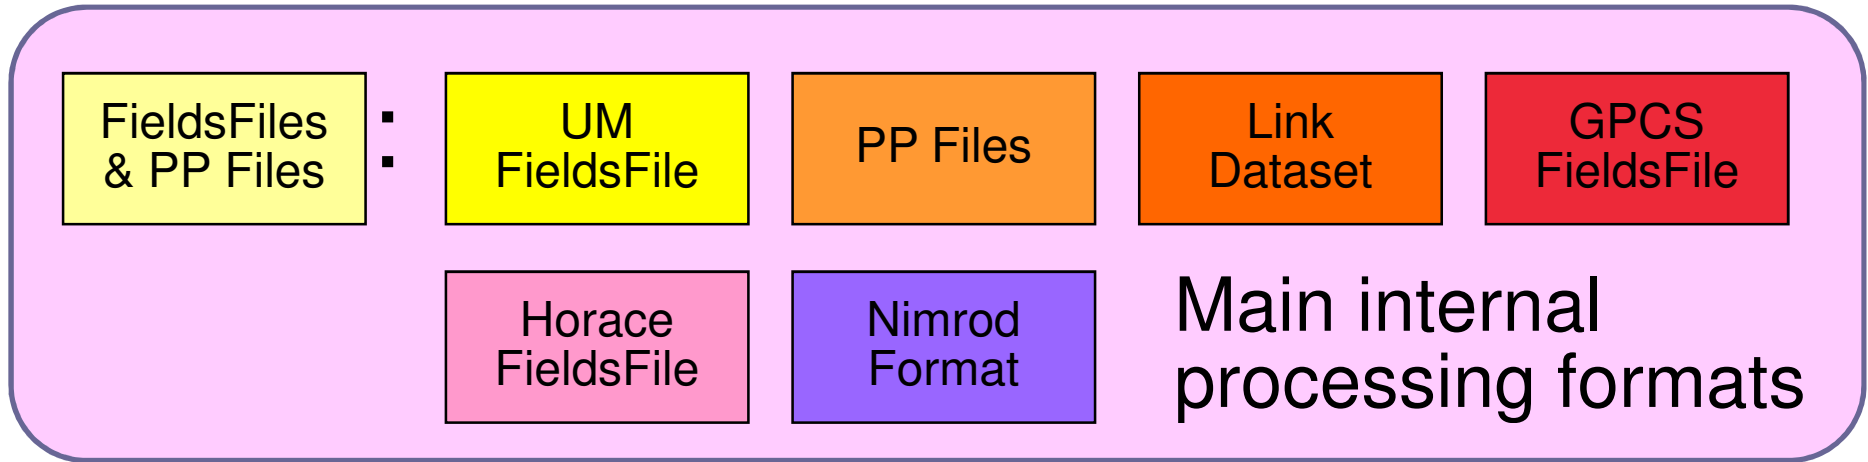 FieldsFiles
& PP Files
:
UM
FieldsFile
PP Files
Link
Dataset
GPCS
FieldsFile
Horace
FieldsFile
Nimrod
Format
Main internal
processing formats